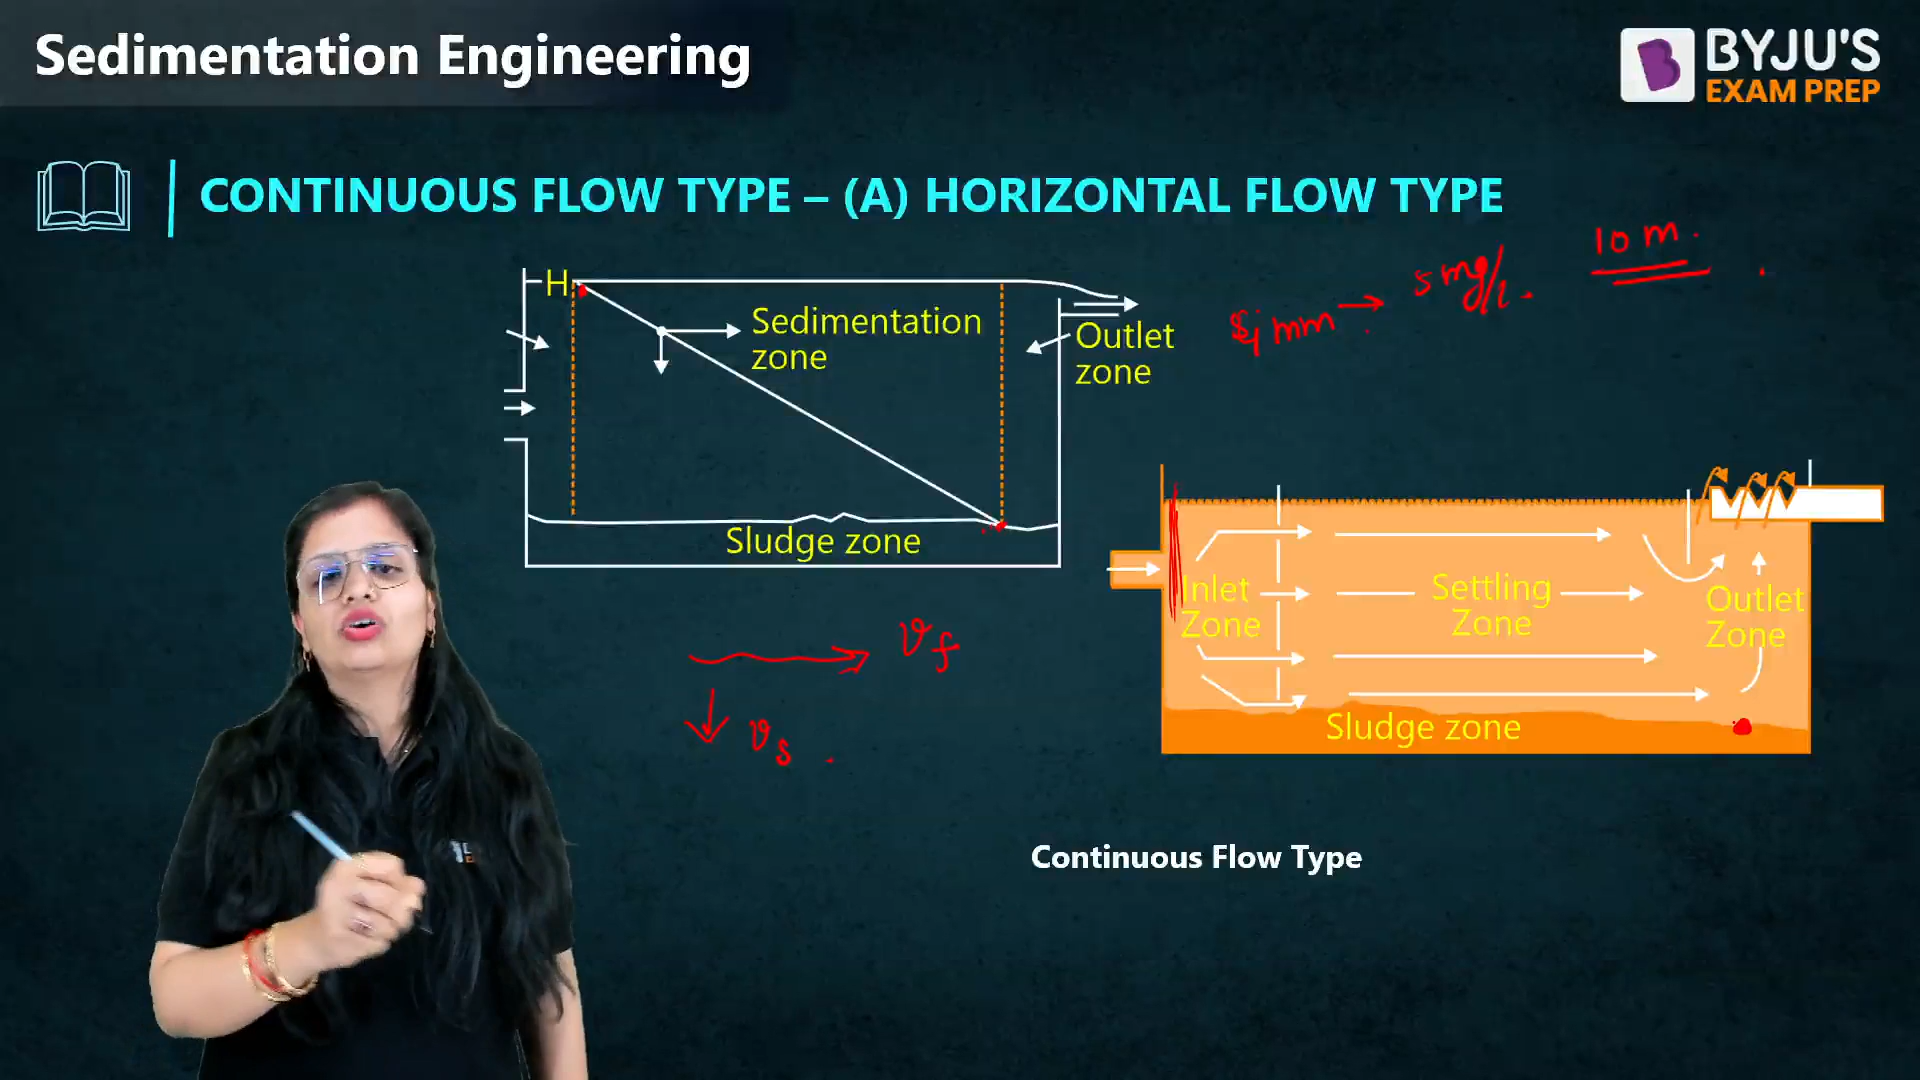 Sedimentation Engineering
BYJU'S
EXAM PREP
CONTINUOUS FLOW TYPE – (A) HORIZONTAL FLOW TYPE
10 m.
mm → 5 mg/l.
H
Sedimentation
zone
Outlet
zone
Sludge zone
Inlet
Zone
Settling
Zone
Outlet
Zone
Sludge zone
vf
vs
Continuous Flow Type